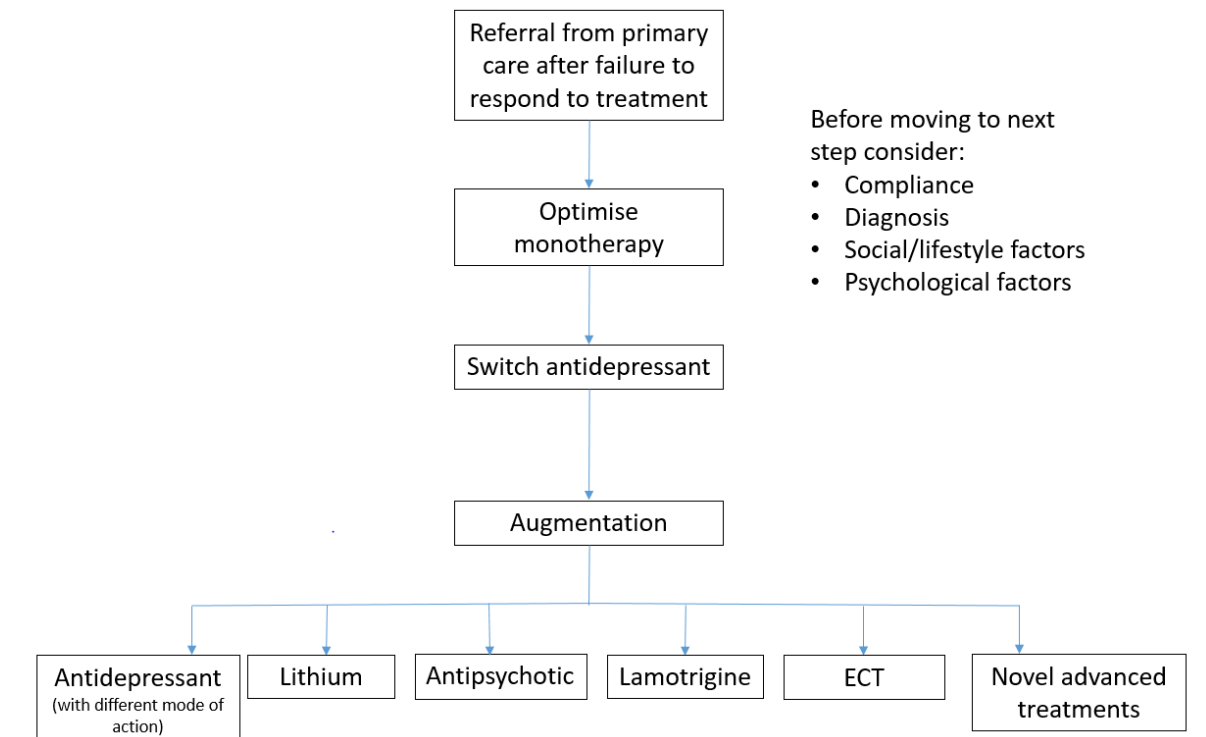 Referral from primary
care after failure to
respond to treatment
Before moving to next
step consider:
• Compliance
• Diagnosis
• Social/lifestyle factors
• Psychological factors
Optimise
monotherapy
Switch antidepressant
Augmentation
Antidepressant
(with different mode of
action)
Lithium
Antipsychotic
Lamotrigine
ECT
Novel advanced
treatments